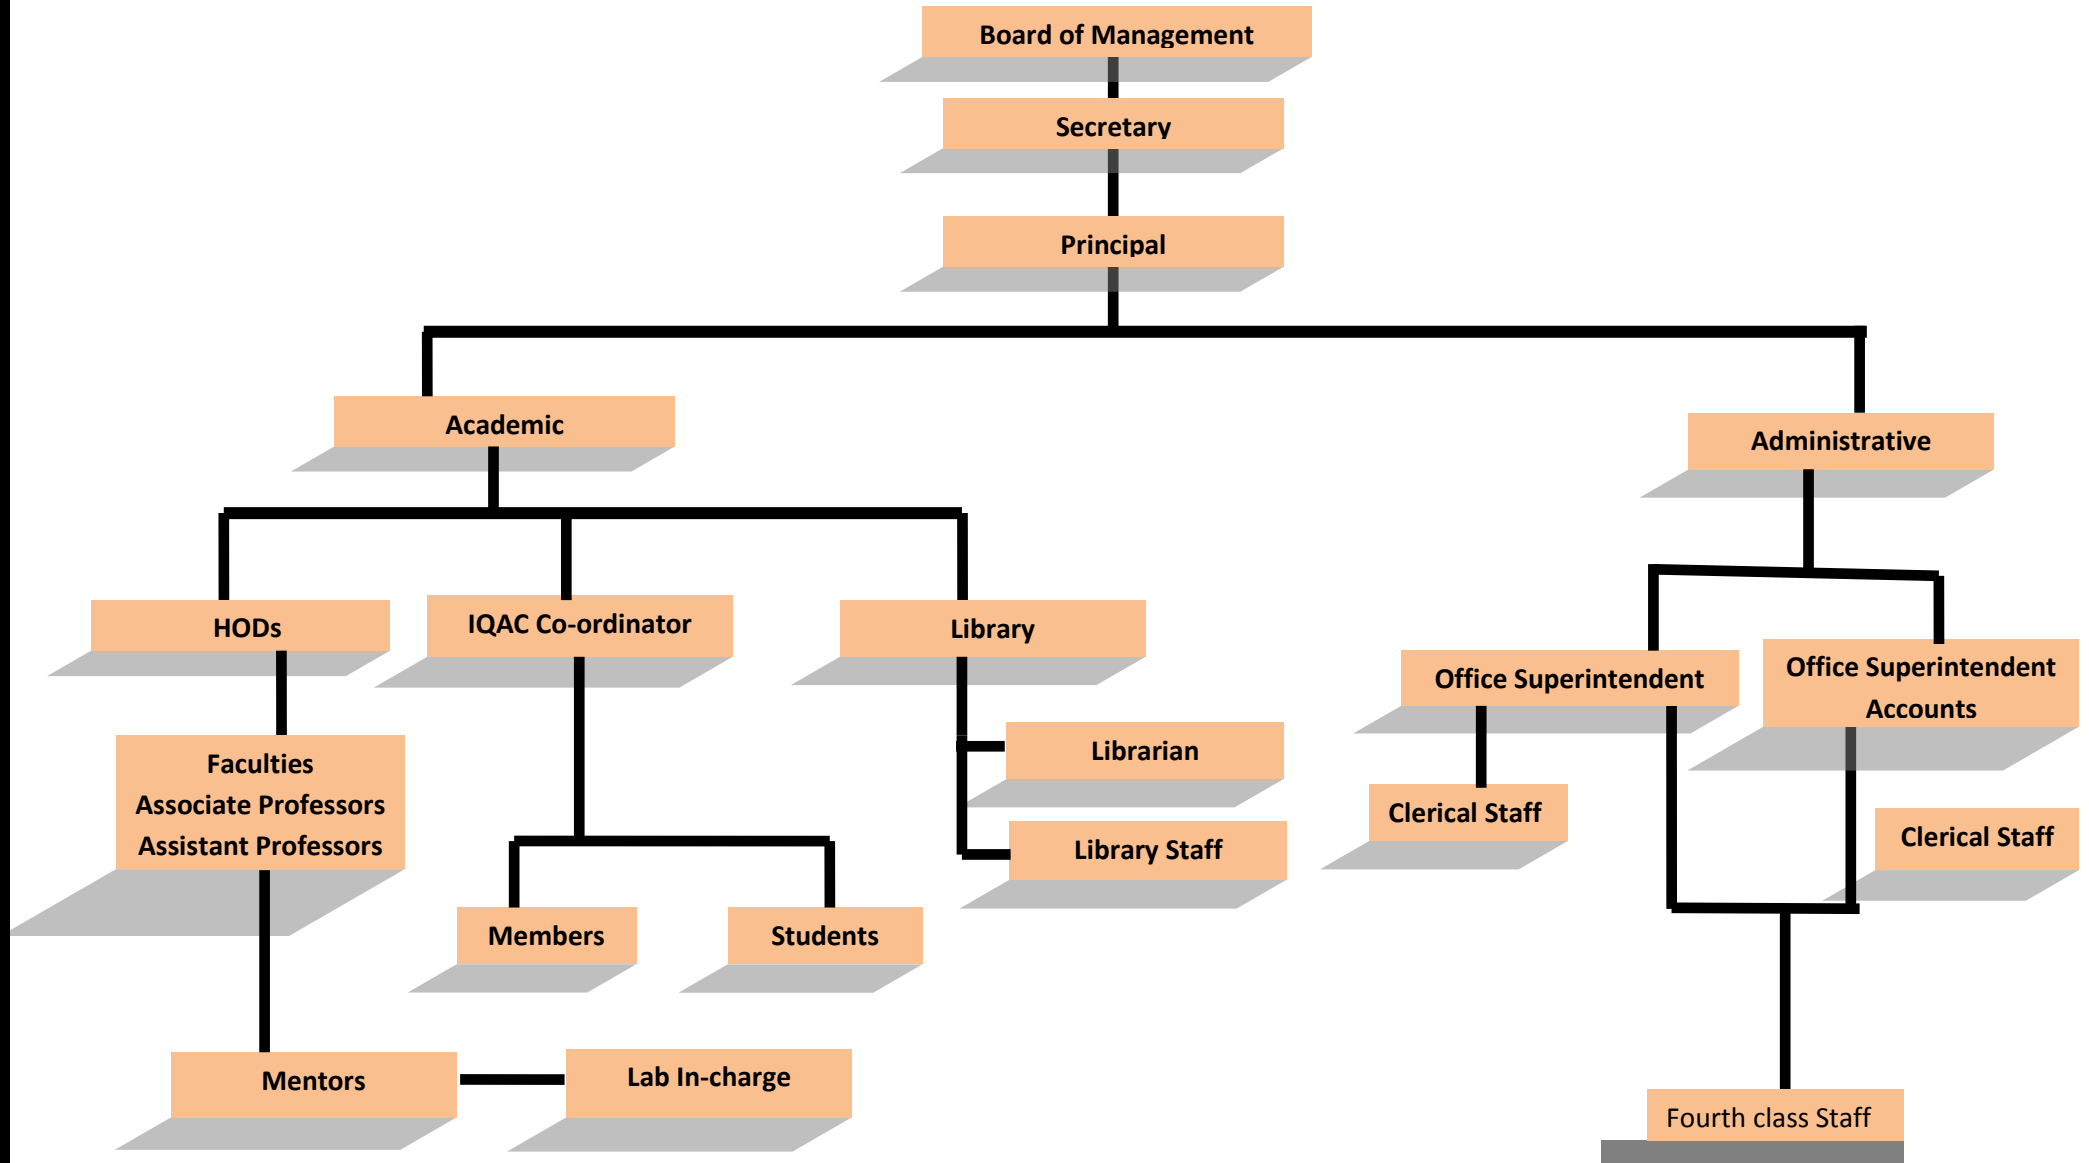 Board of Management
Secretary
Principal
Academic
Administrative
HODs
IQAC Co-ordinator
Library
Office Superintendent
Office Superintendent
Accounts
Faculties
Associate Professors
Assistant Professors
Librarian
Library Staff
Clerical Staff
Clerical Staff
Members
Students
Mentors
Lab In-charge
Fourth class Staff